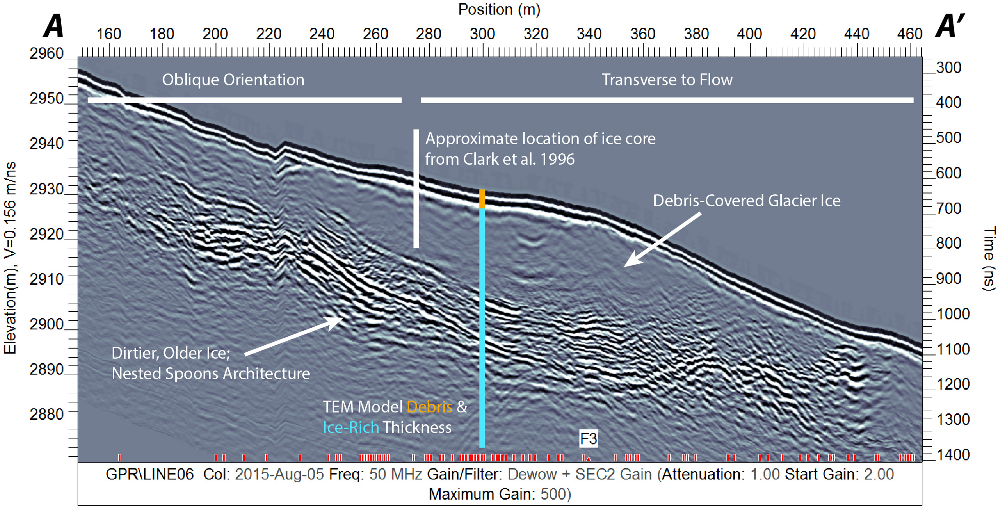 Position (m)
A
A′
160 180 200 220 240 260 280 300 320 340 360 380 400 420 440 460
2960
2950
2940
2930
2920
2910
2900
2890
2880
Elevation(m), V=0.156 m/ns
300
400
500
600
700
800
900
1000
1100
1200
1300
1400
Time (ns)
Oblique Orientation
Transverse to Flow
Approximate location of ice core
from Clark et al. 1996
Debris-Covered Glacier Ice
Dirtier, Older Ice;
Nested Spoons Architecture
TEM Model Debris &
Ice-Rich Thickness
F3
GPR\LINE06 Col: 2015-Aug-05 Freq: 50 MHz Gain/Filter: Dewow + SEC2 Gain (Attenuation: 1.00 Start Gain: 2.00
Maximum Gain: 500)